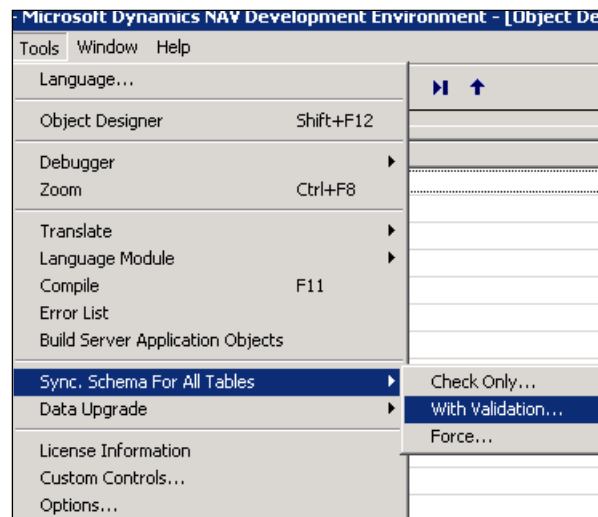 - Microsoft Dynamics NAV Development Environment - [Object De
Tools Window Help
Language...
Object Designer Shift+F12
Debugger
Zoom Ctrl+F8
Translate
Language Module
Compile F11
Error List
Build Server Application Objects
Sync. Schema For All Tables
Check Only...
Data Upgrade
With Validation...
Force...
License Information
Custom Controls...
Options...